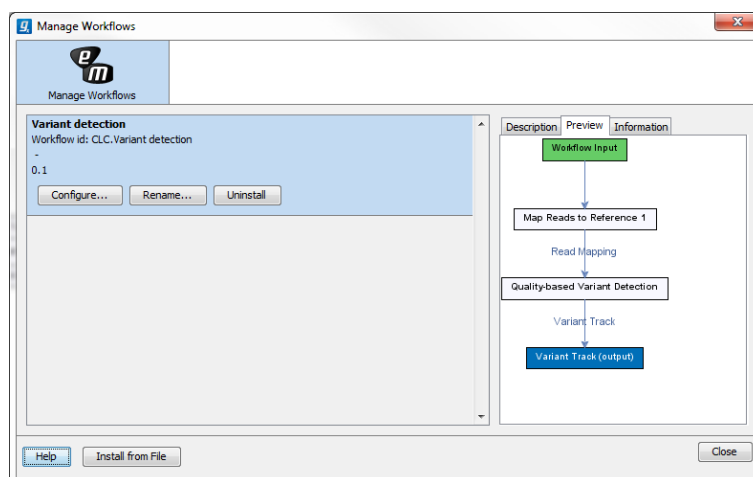 Manage Workflows
em
Manage Workflows
Variant detection
Workflow id: CLC.Variant detection
-
0.1
Configure...
Rename...
Uninstall
Description
Preview
Information
Workflow Input
Map Reads to Reference 1
Read Mapping
Quality-based Variant Detection
Variant Track
Variant Track (output)
Help
Install from File
Close